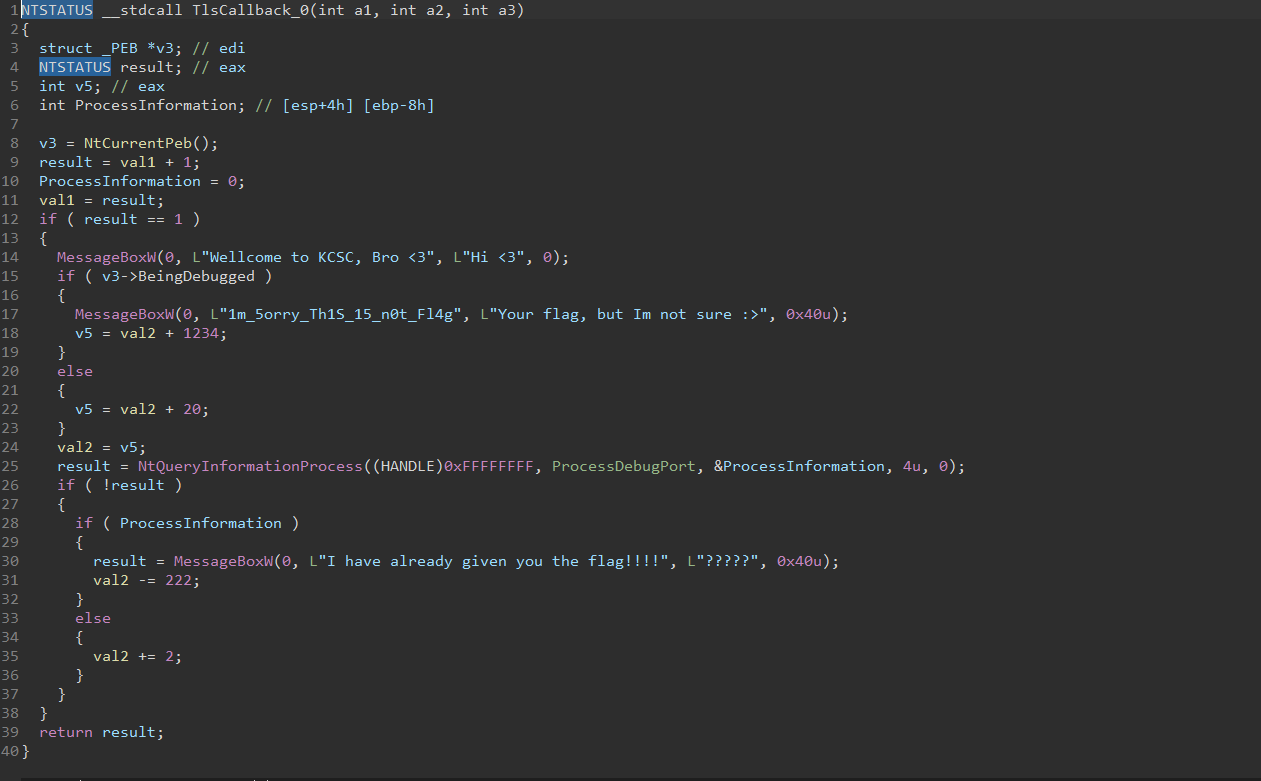 1 NTSTATUS __stdcall TlsCallback_0(int a1, int a2, int a3)
2 {
3   struct _PEB *v3; // edi
4   NTSTATUS result; // eax
5   int v5; // eax
6   int ProcessInformation; // [esp+4h] [ebp-8h]
7
8   v3 = NtCurrentPeb();
9   result = val1 + 1;
10   ProcessInformation = 0;
11   val1 = result;
12   if ( result == 1 )
13   {
14     MessageBoxW(0, L"Wellcome to KCSC, Bro <3", L"Hi <3", 0);
15     if ( v3->BeingDebugged )
16     {
17       MessageBoxW(0, L"1m_5orry_Th1S_15_n0t_Fl4g", L"Your flag, but Im not sure :>", 0x40u);
18       v5 = val2 + 1234;
19     }
20     else
21     {
22       v5 = val2 + 20;
23     }
24     val2 = v5;
25     result = NtQueryInformationProcess((HANDLE)0xFFFFFFFF, ProcessDebugPort, &ProcessInformation, 4u, 0);
26     if ( !result )
27     {
28       if ( ProcessInformation )
29       {
30         result = MessageBoxW(0, L"I have already given you the flag!!!!", L"?????", 0x40u);
31         val2 -= 222;
32       }
33       else
34       {
35         val2 += 2;
36       }
37     }
38   }
39   return result;
40 }